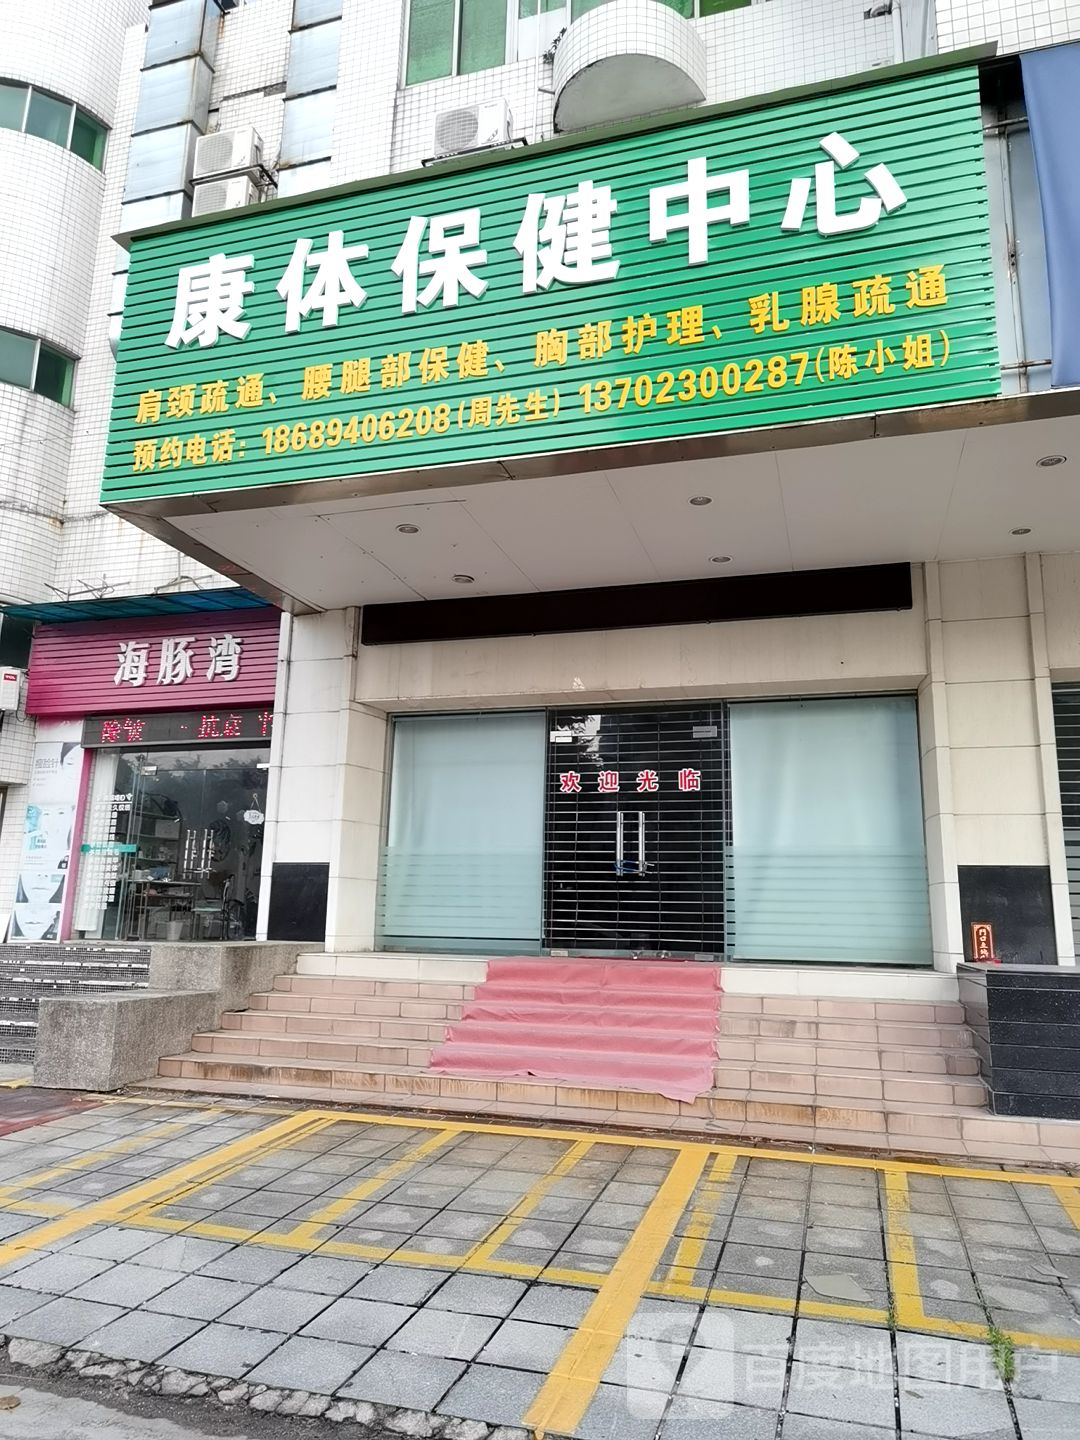 康体保健中心
肩颈疏通、腰腿部保健、胸部护理、乳腺疏通
预约电话：18689406208(周先生) 13702300287(陈小姐)
海豚湾
TCL
欢迎光临
百度地图用户